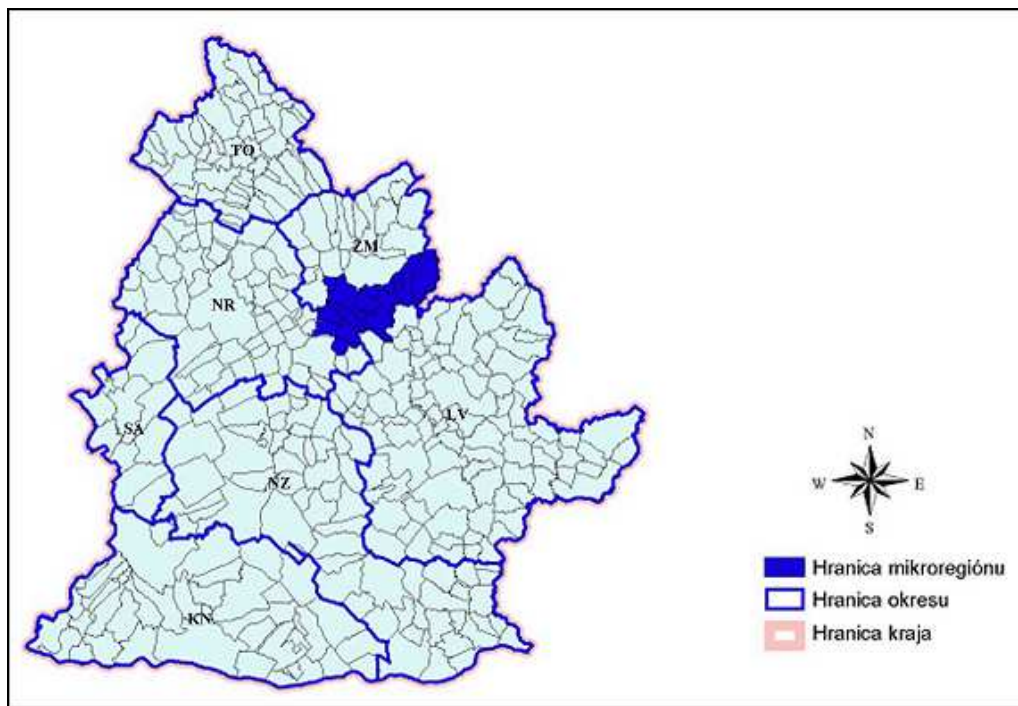 TO
ZM
NR
LV
SA
NZ
KN
N
W E
S
Hranica mikroregiónu
Hranica okresu
Hranica kraja